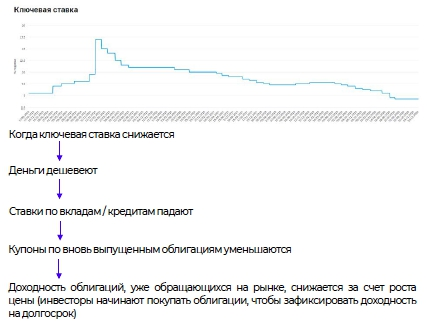 Ключевая ставка
Когда ключевая ставка снижается
Деньги дешевеют
Ставки по вкладам / кредитам падают
Купоны по вновь выпущенным облигациям уменьшаются
Доходность облигаций, уже обращающихся на рынке, снижается за счет роста
цены (инвесторы начинают покупать облигации, чтобы зафиксировать доходность
на долгосрок)